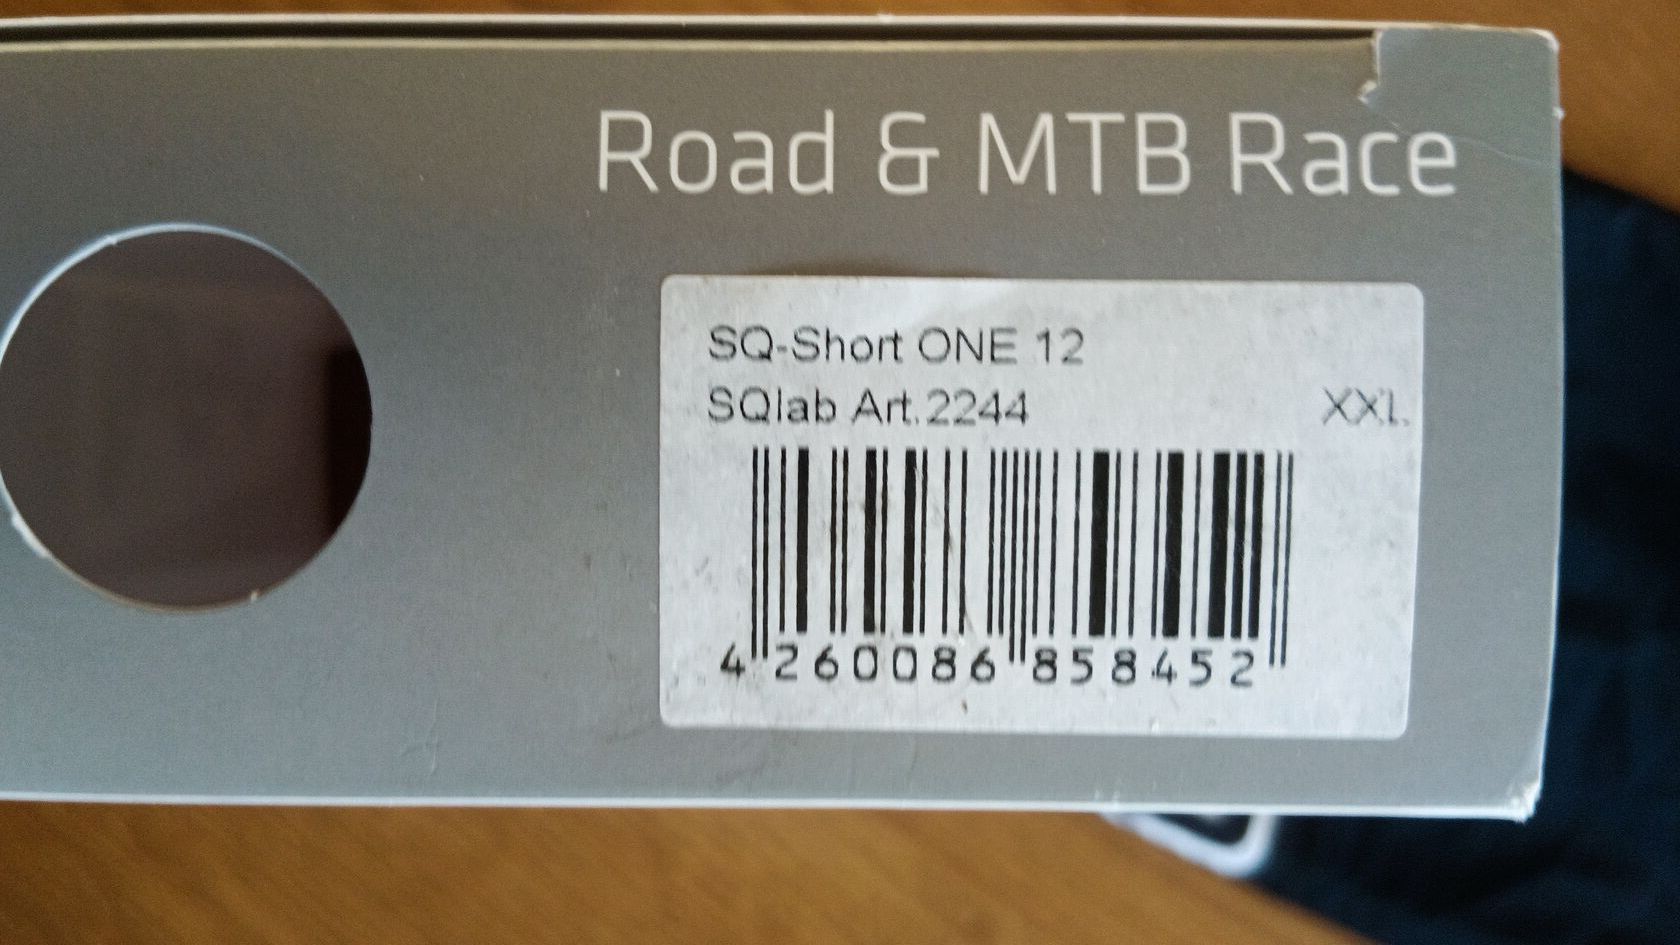 Road & MTB Race
SQ-Short ONE 12
SQlab Art.2244 XXL
4 260086 858452